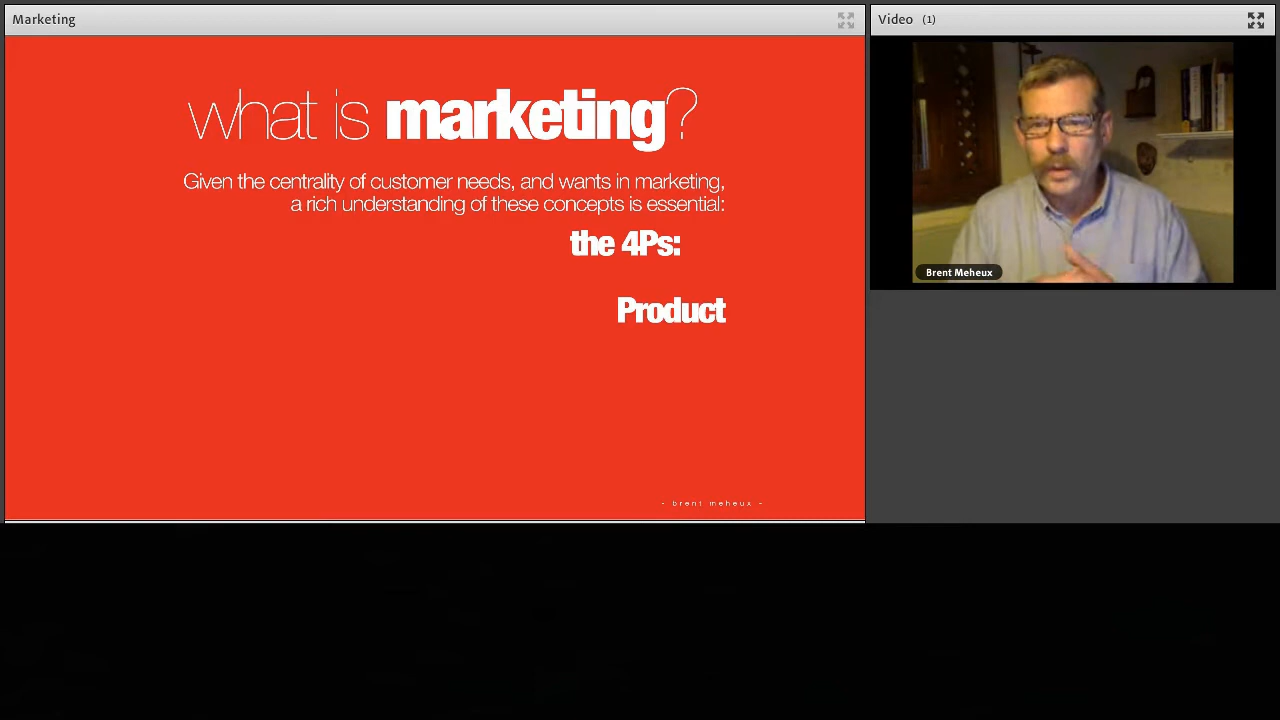 Marketing
what is marketing?
Given the centrality of customer needs, and wants in marketing,
a rich understanding of these concepts is essential:
the 4Ps:
Product
- brent meheux -
Video (1)
Brent Meheux